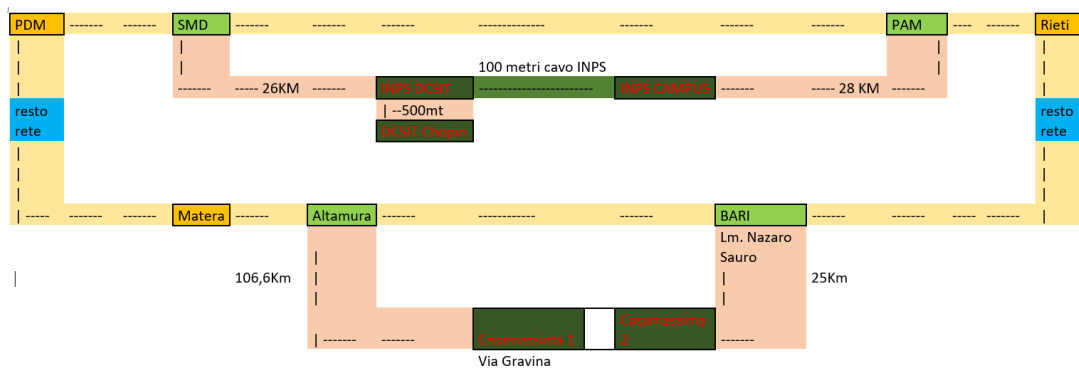 PDM ------- ------- ------- SMD ------- ------- ------------- ------- ------- ------- PAM ---- ------- Rieti
100 metri cavo INPS
------- ----- 26KM ------- INPS DCSIT ------------------------ INPS CAMPUS ------- ----- 28 KM -------
resto rete
| --500mt
resto rete
DCSIT Chopin
----- ------- ------- Matera ------- Altamura ------- ------------- ------- BARI ------- ------- ----- -------
Lm. Nazaro
Sauro
106,6Km
25Km
Casamassima 1
Casamassima 2
| ------- ------- -------
Via Gravina